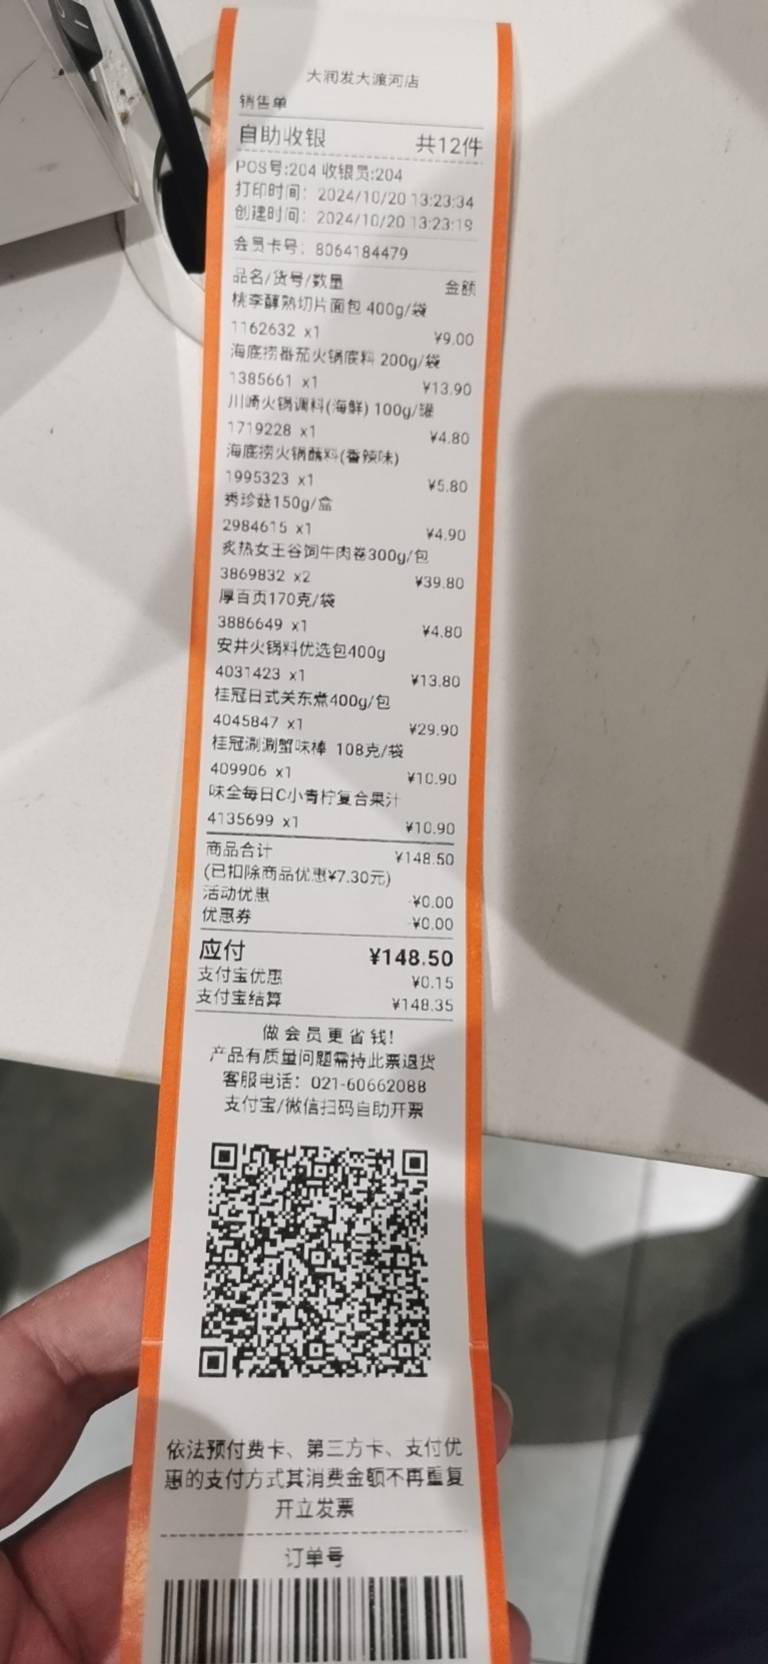 大润发大渡河店
销售单
自助收银 共12件
POS号:204 收银员:204
打印时间: 2024/10/20 13:23:34
创建时间: 2024/10/20 13:23:19
会员卡号: 8064184479
品名/货号/数量 金额
桃李醇熟切片面包 400g/袋
1162632 x1 ¥9.00
海底捞番茄火锅底料 200g/袋
1385661 x1 ¥13.90
川崎火锅调料(海鲜) 100g/罐
1719228 x1 ¥4.80
海底捞火锅蘸料(香辣味)
1995323 x1 ¥5.80
秀珍菇150g/盒
2984615 x1 ¥4.90
炙热女王谷饲牛肉卷300g/包
3869832 x2 ¥39.80
厚百页170克/袋
3886649 x1 ¥4.80
安井火锅料优选包400g
4031423 x1 ¥13.80
桂冠日式关东煮400g/包
4045847 x1 ¥29.90
桂冠涮涮蟹味棒 108克/袋
409906 x1 ¥10.90
味全每日C小青柠复合果汁
4135699 x1 ¥10.90
商品合计 ¥148.50
(已扣除商品优惠¥7.30元)
活动优惠 -¥0.00
优惠券 -¥0.00
应付 ¥148.50
支付宝优惠 ¥0.15
支付宝结算 ¥148.35
做会员更省钱!
产品有质量问题需持此票退货
客服电话: 021-60662088
支付宝/微信扫码自助开票
依法预付费卡、第三方卡、支付优
惠的支付方式其消费金额不再重复
开立发票
订单号